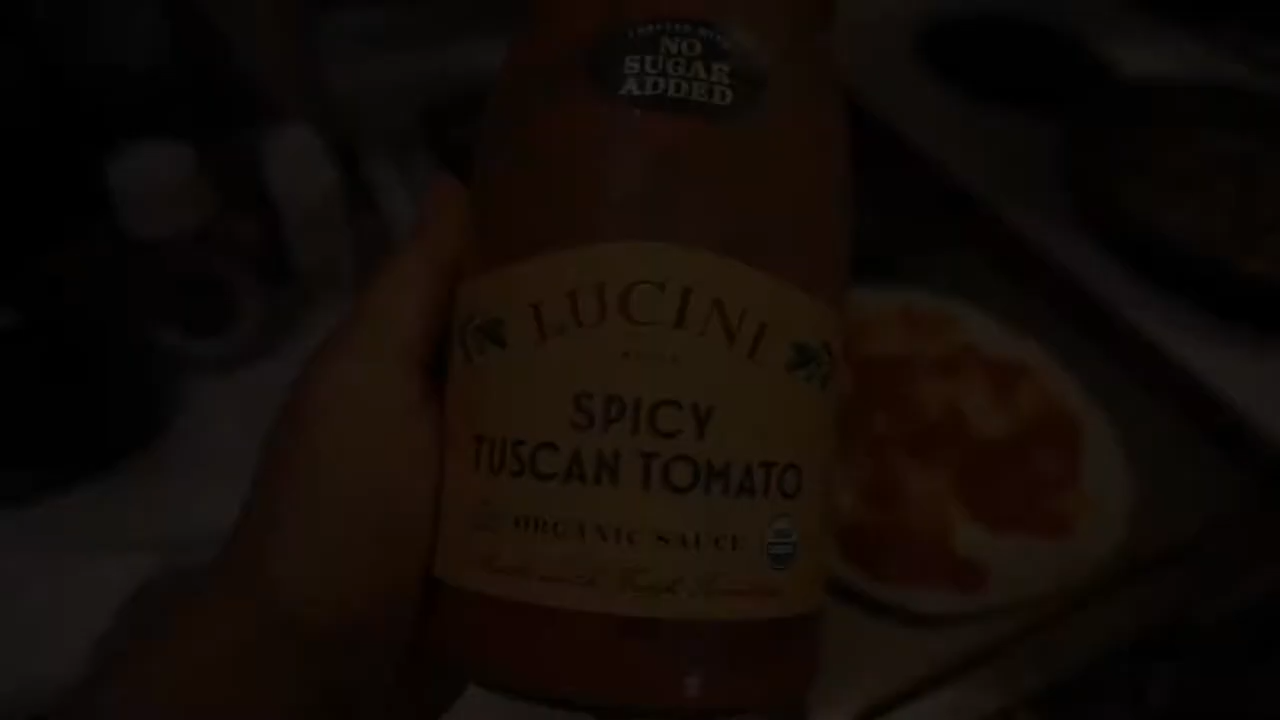 NO
SUGAR
ADDED
LUCINI
SPICY
TUSCAN TOMATO
ORGANIC SAUCE